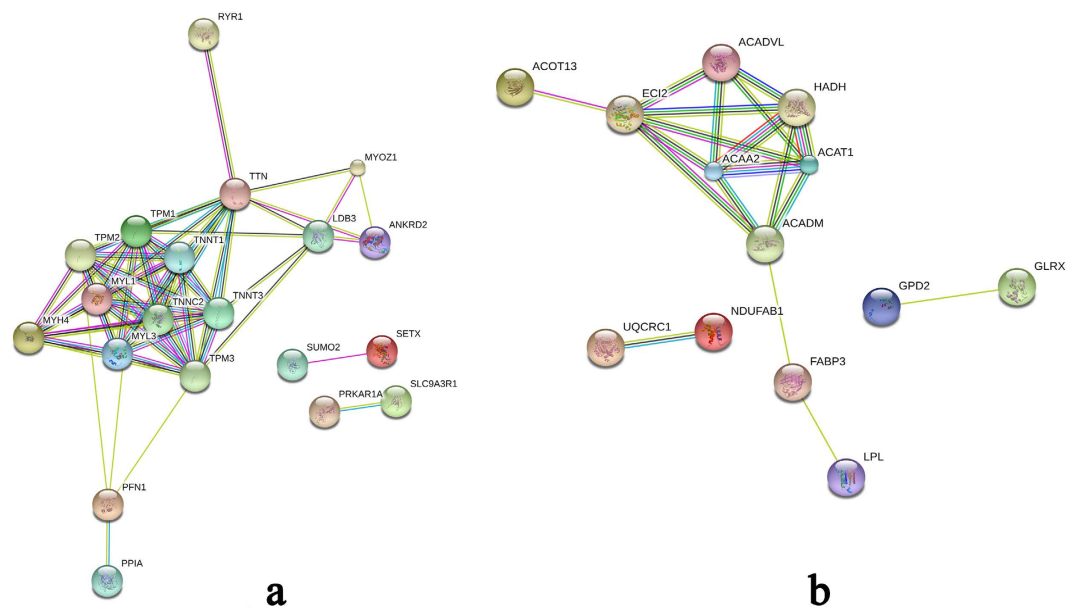 RYR1
MYOZ1
TTN
TPM1
LDB3
ANKRD2
TPM2
TNNT1
MYL1
TNNC2
TNNT3
MYH4
MYL3
TPM3
SETX
SUMO2
SLC9A3R1
PRKAR1A
PFN1
PPIA
a
ACADVL
ACOT13
HADH
ECI2
ACAA2
ACAT1
ACADM
GLRX
GPD2
NDUFAB1
UQCRC1
FABP3
LPL
b